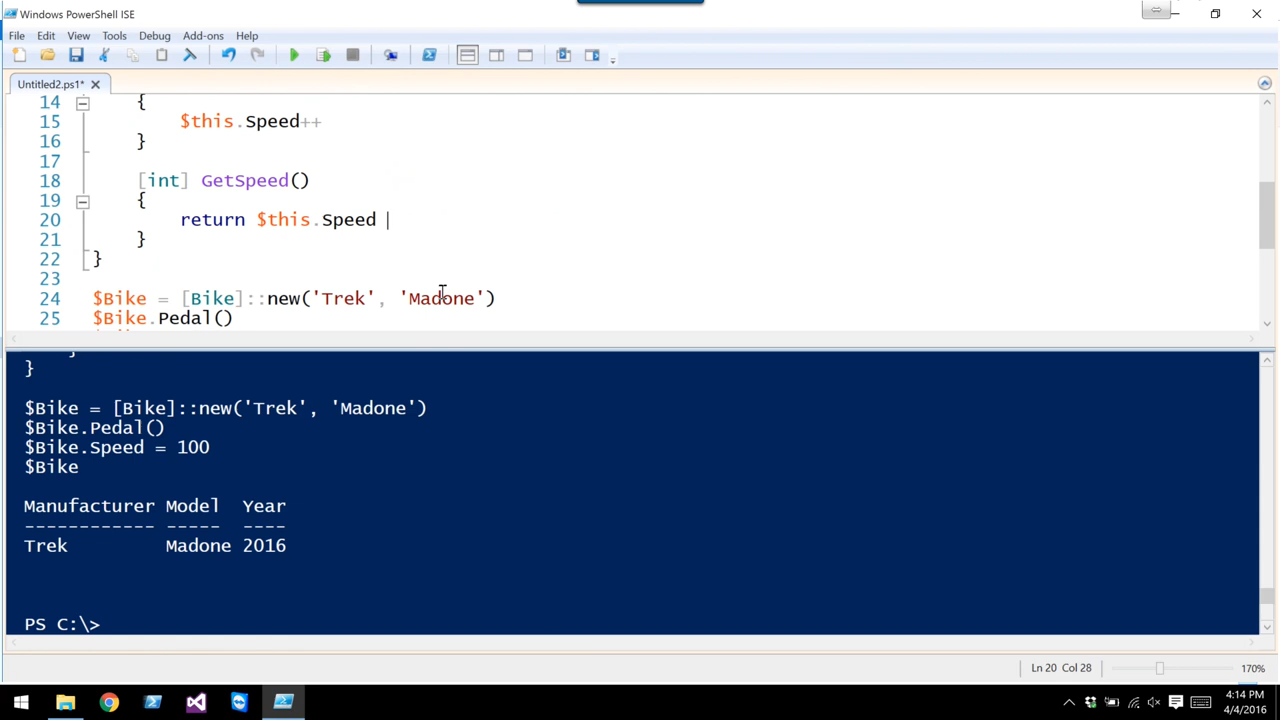 Windows PowerShell ISE
File Edit View Tools Debug Add-ons Help
Untitled2.ps1*
14 {
15 $this.Speed++
16 }
17
18 [int] GetSpeed()
19 {
20 return $this.Speed
21 }
22 }
23
24 $Bike = [Bike]::new('Trek', 'Madone')
25 $Bike.Pedal()
}
$Bike = [Bike]::new('Trek', 'Madone')
$Bike.Pedal()
$Bike.Speed = 100
$Bike
Manufacturer Model Year
------------ ----- ----
Trek Madone 2016
PS C:\>
Ln 20 Col 28 170%
4:14 PM
4/4/2016